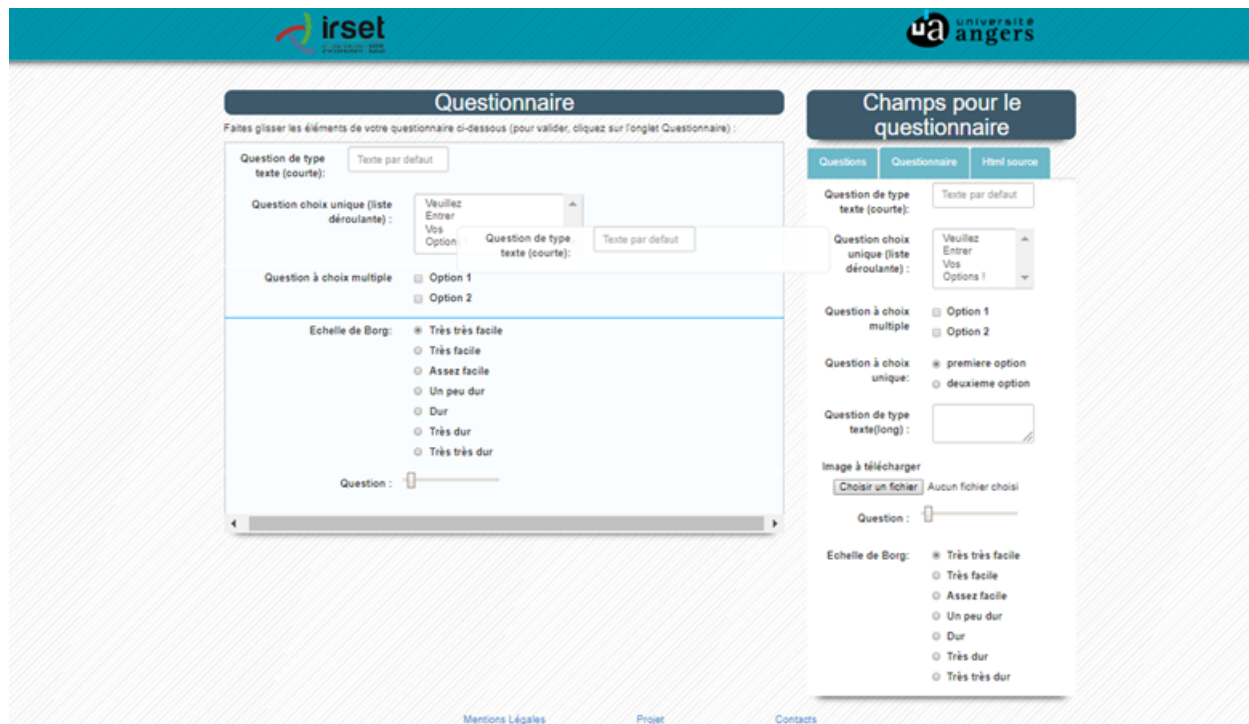 irset
université
angers
Questionnaire
Faites glisser les éléments de votre questionnaire ci-dessous (pour valider, cliquez sur l'onglet Questionnaire) :
Question de type
texte (courte):
Texte par defaut
Question choix unique (liste
déroulante) :
Veuillez
Entrer
Vos
Option
Question de type
texte (courte):
Texte par defaut
Question à choix multiple
Option 1
Option 2
Echelle de Borg:
Très très facile
Très facile
Assez facile
Un peu dur
Dur
Très dur
Très très dur
Question :
Champs pour le
questionnaire
Questions
Questionnaire
Html source
Question de type
texte (courte):
Texte par defaut
Question choix
unique (liste
déroulante) :
Veuillez
Entrer
Vos
Options !
Question à choix
multiple
Option 1
Option 2
Question à choix
unique:
premiere option
deuxieme option
Question de type
texte(long) :
Image à télécharger
Choisir un fichier Aucun fichier choisi
Question :
Echelle de Borg:
Très très facile
Très facile
Assez facile
Un peu dur
Dur
Très dur
Très très dur
Mentions Légales
Projet
Contacts